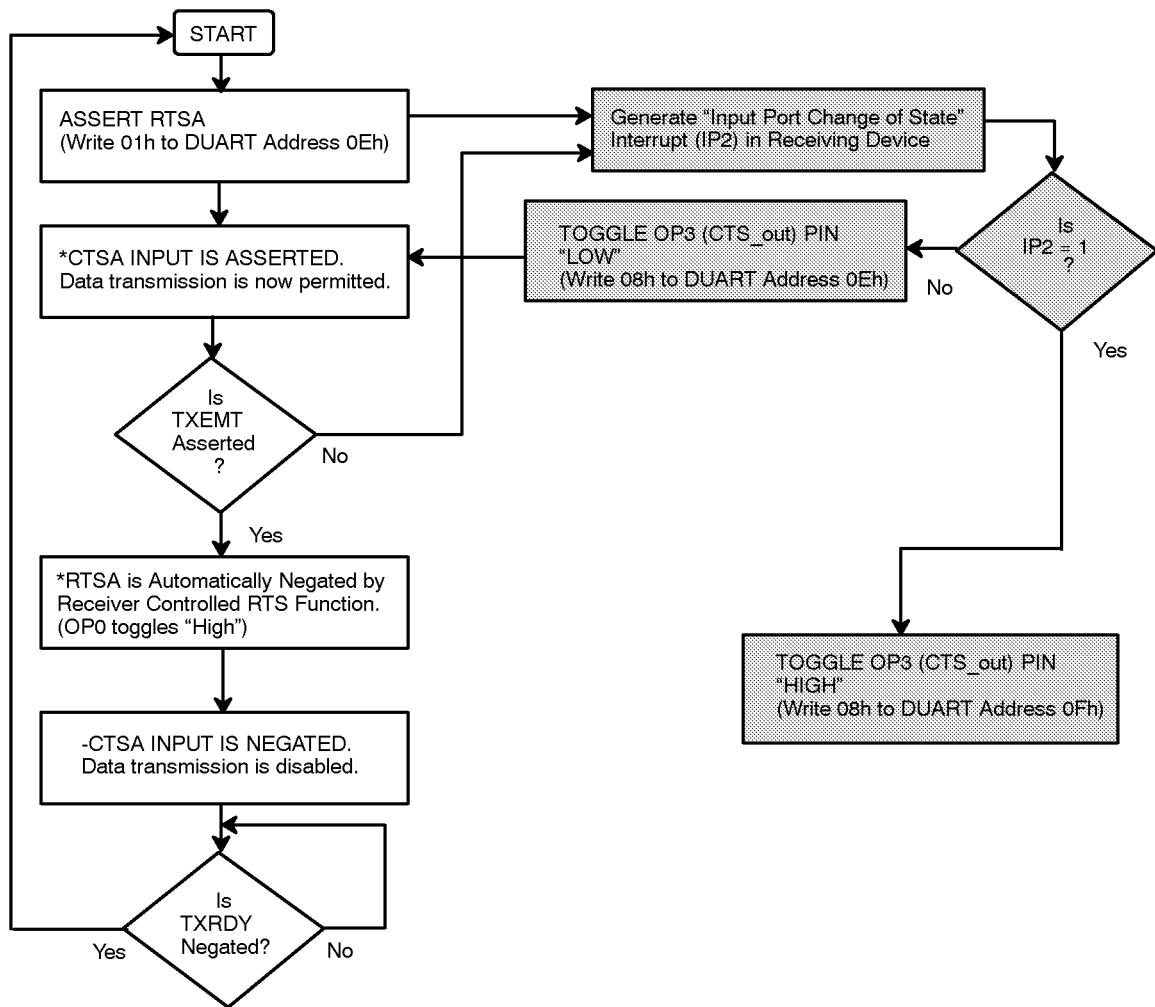 START
ASSERT RTSA
(Write 01h to DUART Address 0Eh)
Generate “Input Port Change of State”
Interrupt (IP2) in Receiving Device
Is
IP2 = 1
?
No
Yes
TOGGLE OP3 (CTS_out) PIN
“LOW”
(Write 08h to DUART Address 0Eh)
*CTSA INPUT IS ASSERTED.
Data transmission is now permitted.
Is
TXEMT
Asserted
?
No
Yes
*RTSA is Automatically Negated by
Receiver Controlled RTS Function.
(OP0 toggles “High”)
TOGGLE OP3 (CTS_out) PIN
“HIGH”
(Write 08h to DUART Address 0Fh)
-CTSA INPUT IS NEGATED.
Data transmission is disabled.
Is
TXRDY
Negated?
Yes
No